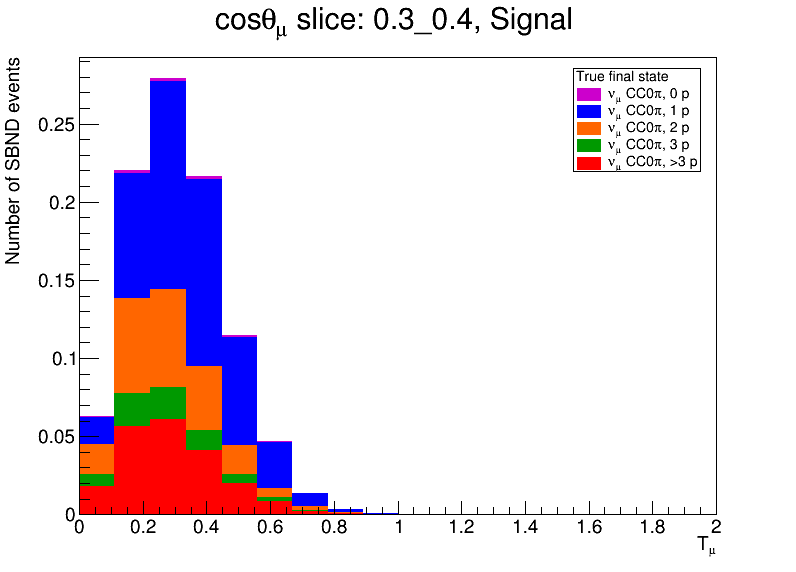 cosθμ slice: 0.3_0.4, Signal
Number of SBND events
True final state
νμ CC0π, 0 p
νμ CC0π, 1 p
νμ CC0π, 2 p
νμ CC0π, 3 p
νμ CC0π, >3 p
0.25
0.2
0.15
0.1
0.05
0
0 0.2 0.4 0.6 0.8 1 1.2 1.4 1.6 1.8 2
Tμ